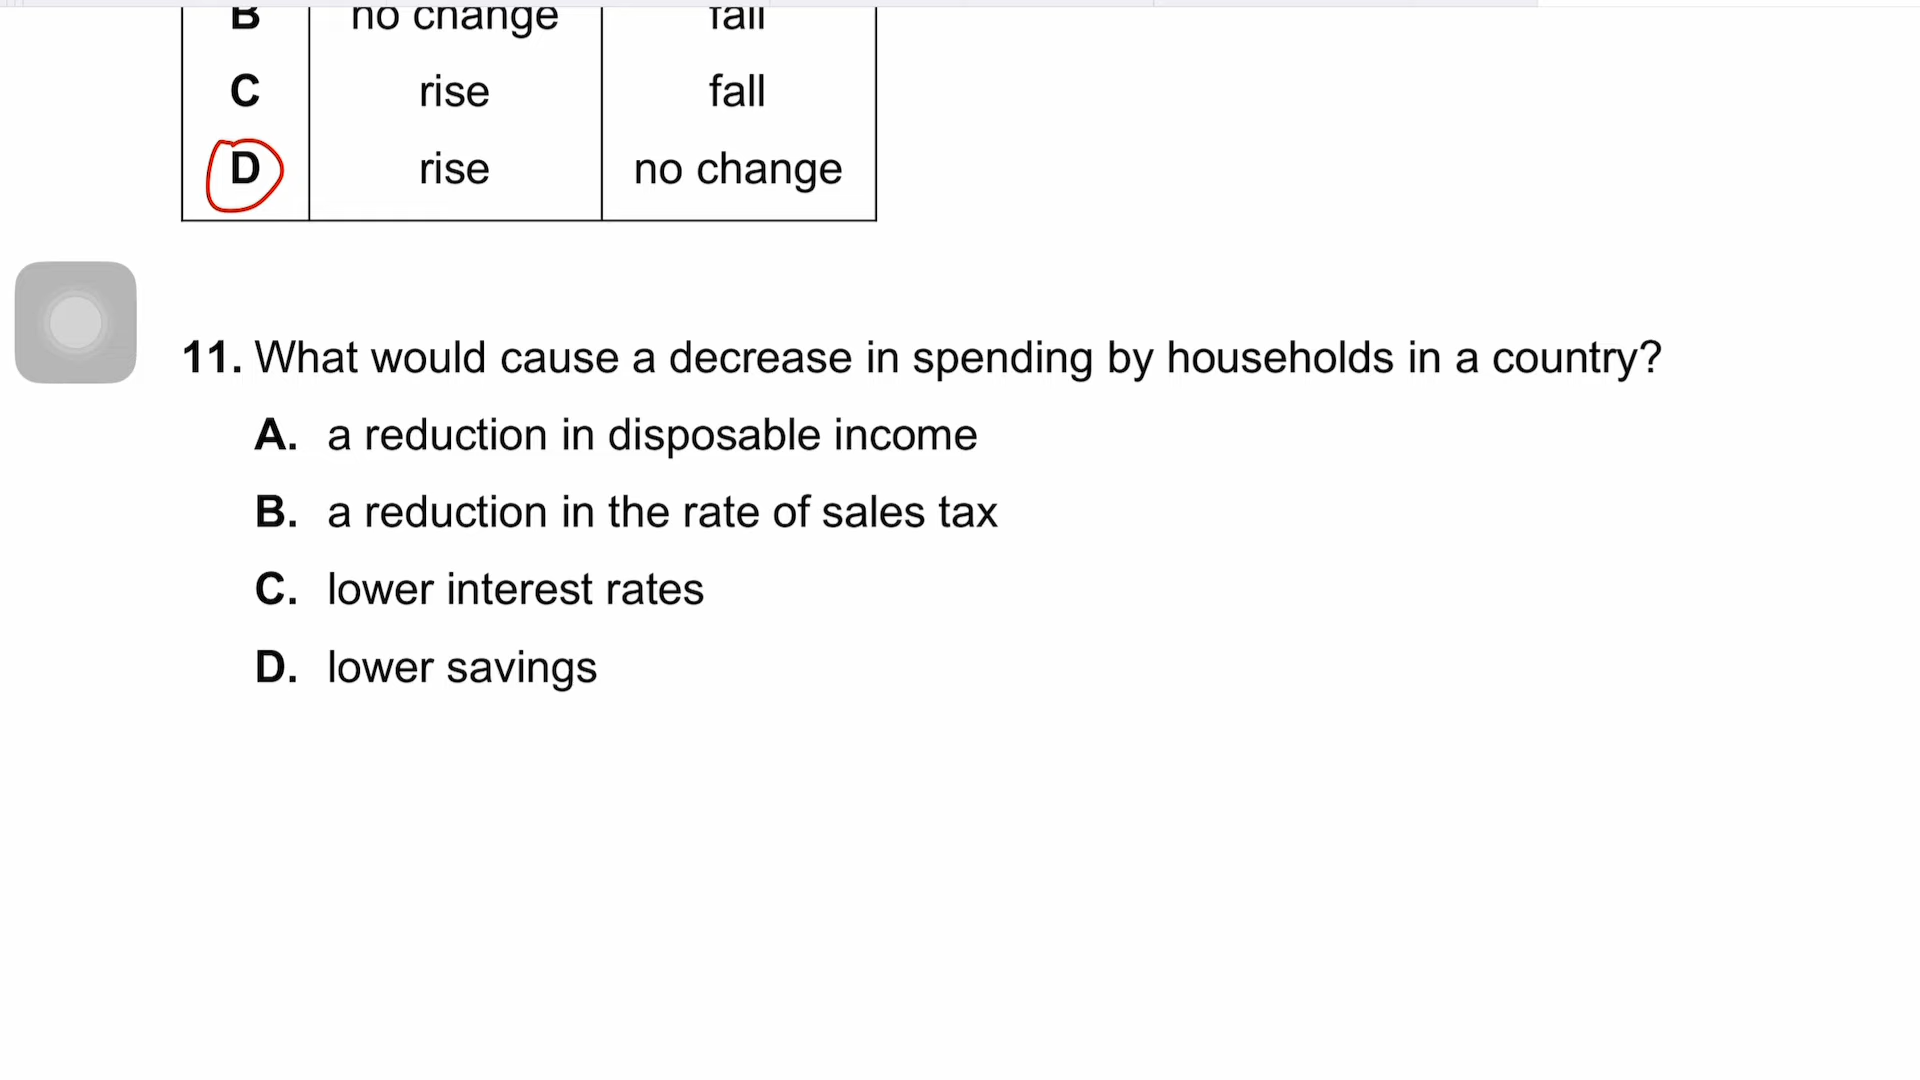 B no change fall
C rise fall
D rise no change
11. What would cause a decrease in spending by households in a country?
A. a reduction in disposable income
B. a reduction in the rate of sales tax
C. lower interest rates
D. lower savings